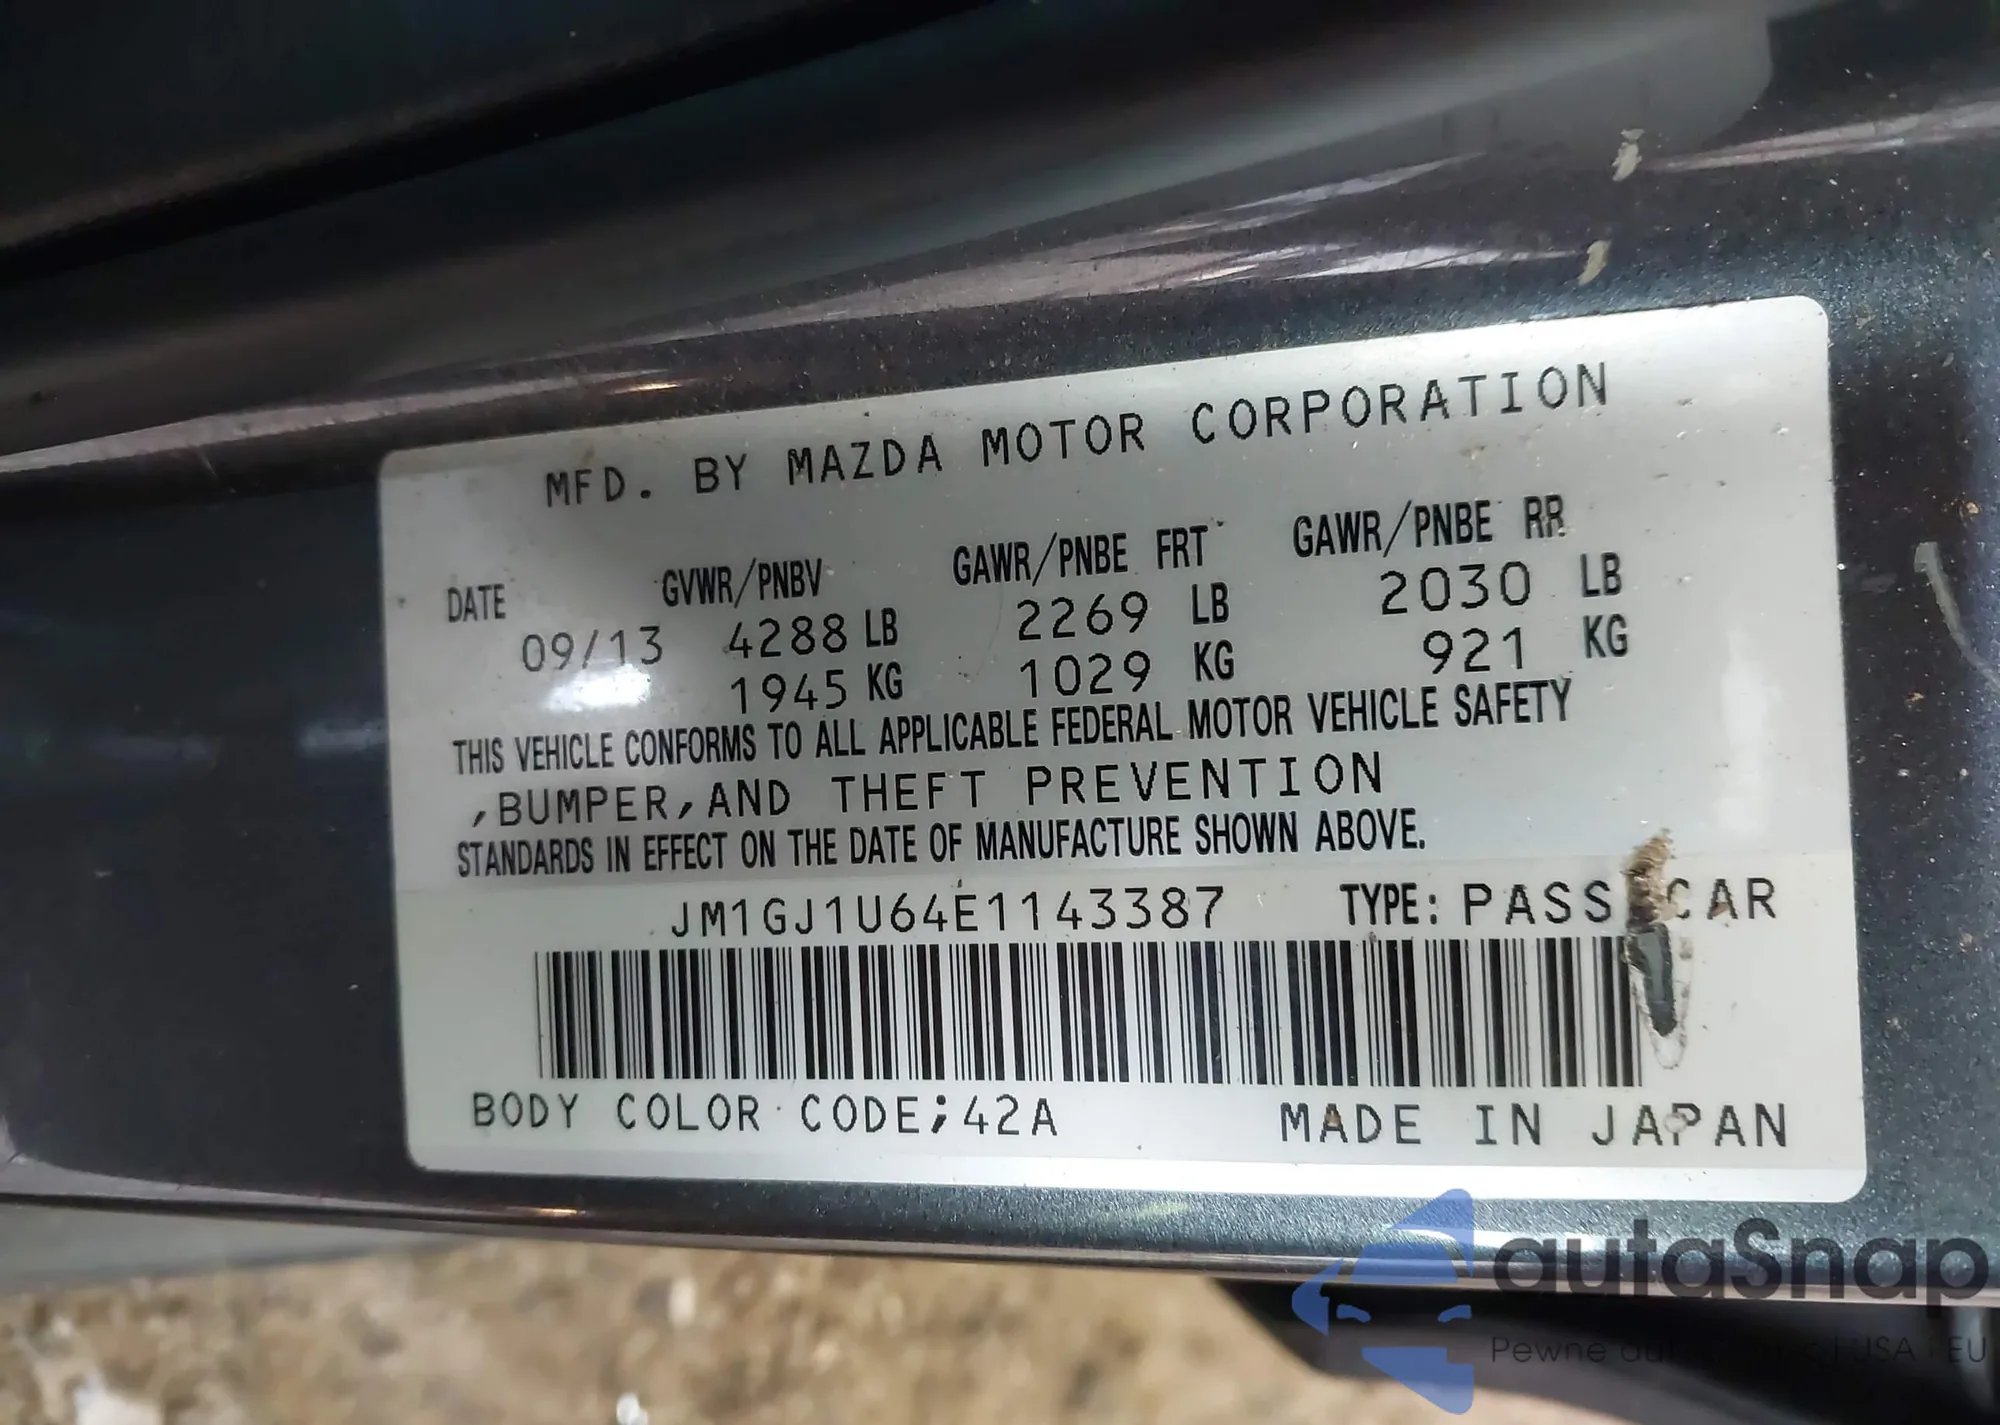 MFD. BY MAZDA MOTOR CORPORATION
DATE GVWR/PNBV GAWR/PNBE FRT GAWR/PNBE RR
09/13 4288 LB 2269 LB 2030 LB
1945 KG 1029 KG 921 KG
THIS VEHICLE CONFORMS TO ALL APPLICABLE FEDERAL MOTOR VEHICLE SAFETY
,BUMPER,AND THEFT PREVENTION
STANDARDS IN EFFECT ON THE DATE OF MANUFACTURE SHOWN ABOVE.
JM1GJ1U64E1143387 TYPE: PASS CAR
BODY COLOR CODE;42A MADE IN JAPAN
autaSnap
Pewne USA EU